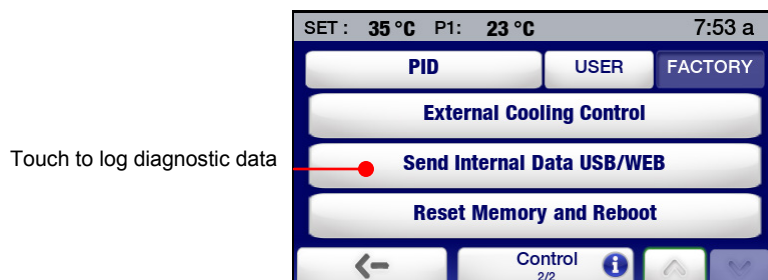 SET : 35 °C P1: 23 °C 7:53 a
PID USER FACTORY
External Cooling Control
Touch to log diagnostic data
Send Internal Data USB/WEB
Reset Memory and Reboot
Control i
2/2